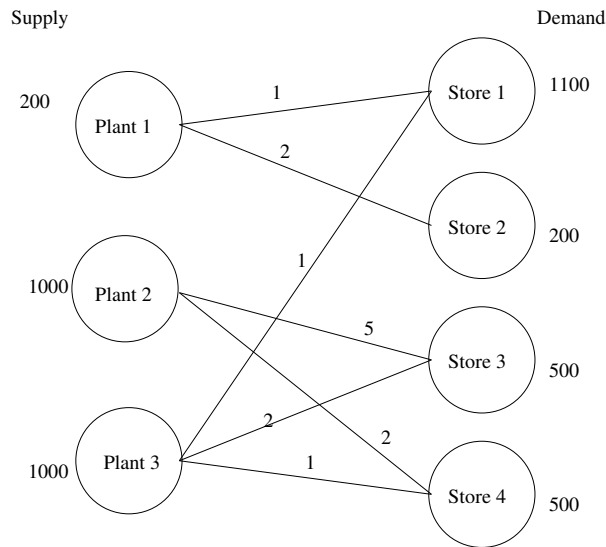 Supply
Demand
200
Plant 1
1
2
Store 1
1100
Store 2
200
1
1000
Plant 2
5
Store 3
500
2
2
1000
Plant 3
1
Store 4
500